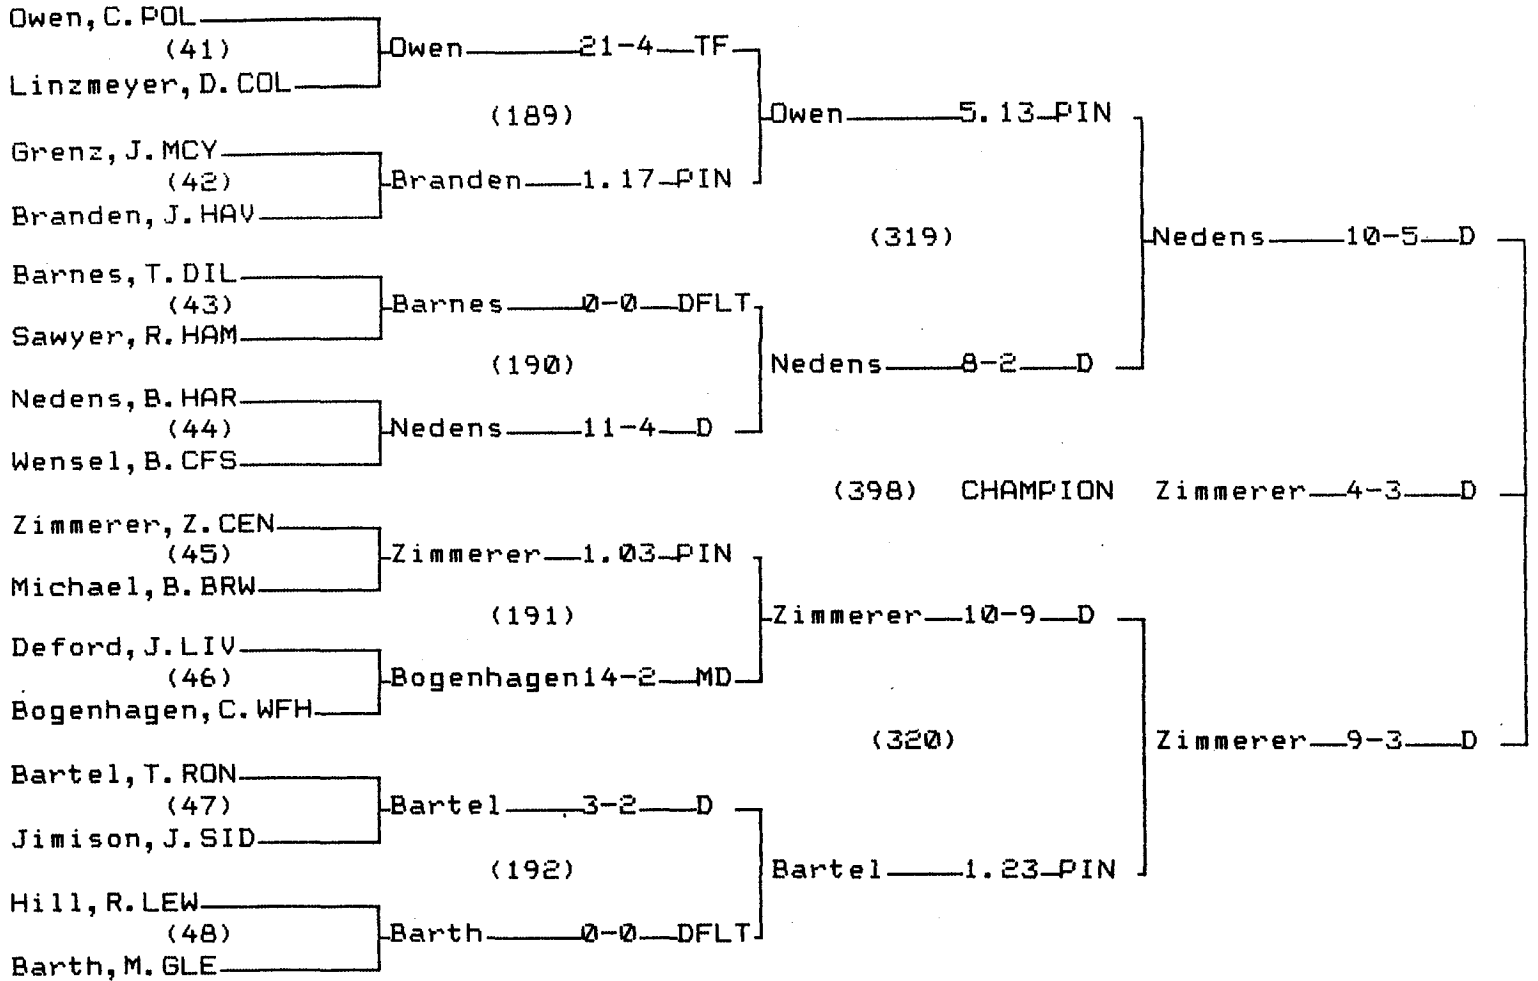 Owen, C. POL
(41) Owen 21-4 TF
Linzmeyer, D. COL
(189) Owen 5.13 PIN
Grenz, J. MCY
(42) Branden 1.17 PIN
Branden, J. HAV
(319) Nedens 10-5 D
Barnes, T. DIL
(43) Barnes 0-0 DFLT
Sawyer, R. HAM
(190) Nedens 8-2 D
Nedens, B. HAR
(44) Nedens 11-4 D
Wensel, B. CFS
(398) CHAMPION Zimmerer 4-3 D
Zimmerer, Z. CEN
(45) Zimmerer 1.03 PIN
Michael, B. BRW
(191) Zimmerer 10-9 D
Deford, J. LIV
(46) Bogenhagen 14-2 MD
Bogenhagen, C. WFH
(320) Zimmerer 9-3 D
Bartel, T. RON
(47) Bartel 3-2 D
Jimison, J. SID
(192) Bartel 1.23 PIN
Hill, R. LEW
(48) Barth 0-0 DFLT
Barth, M. GLE